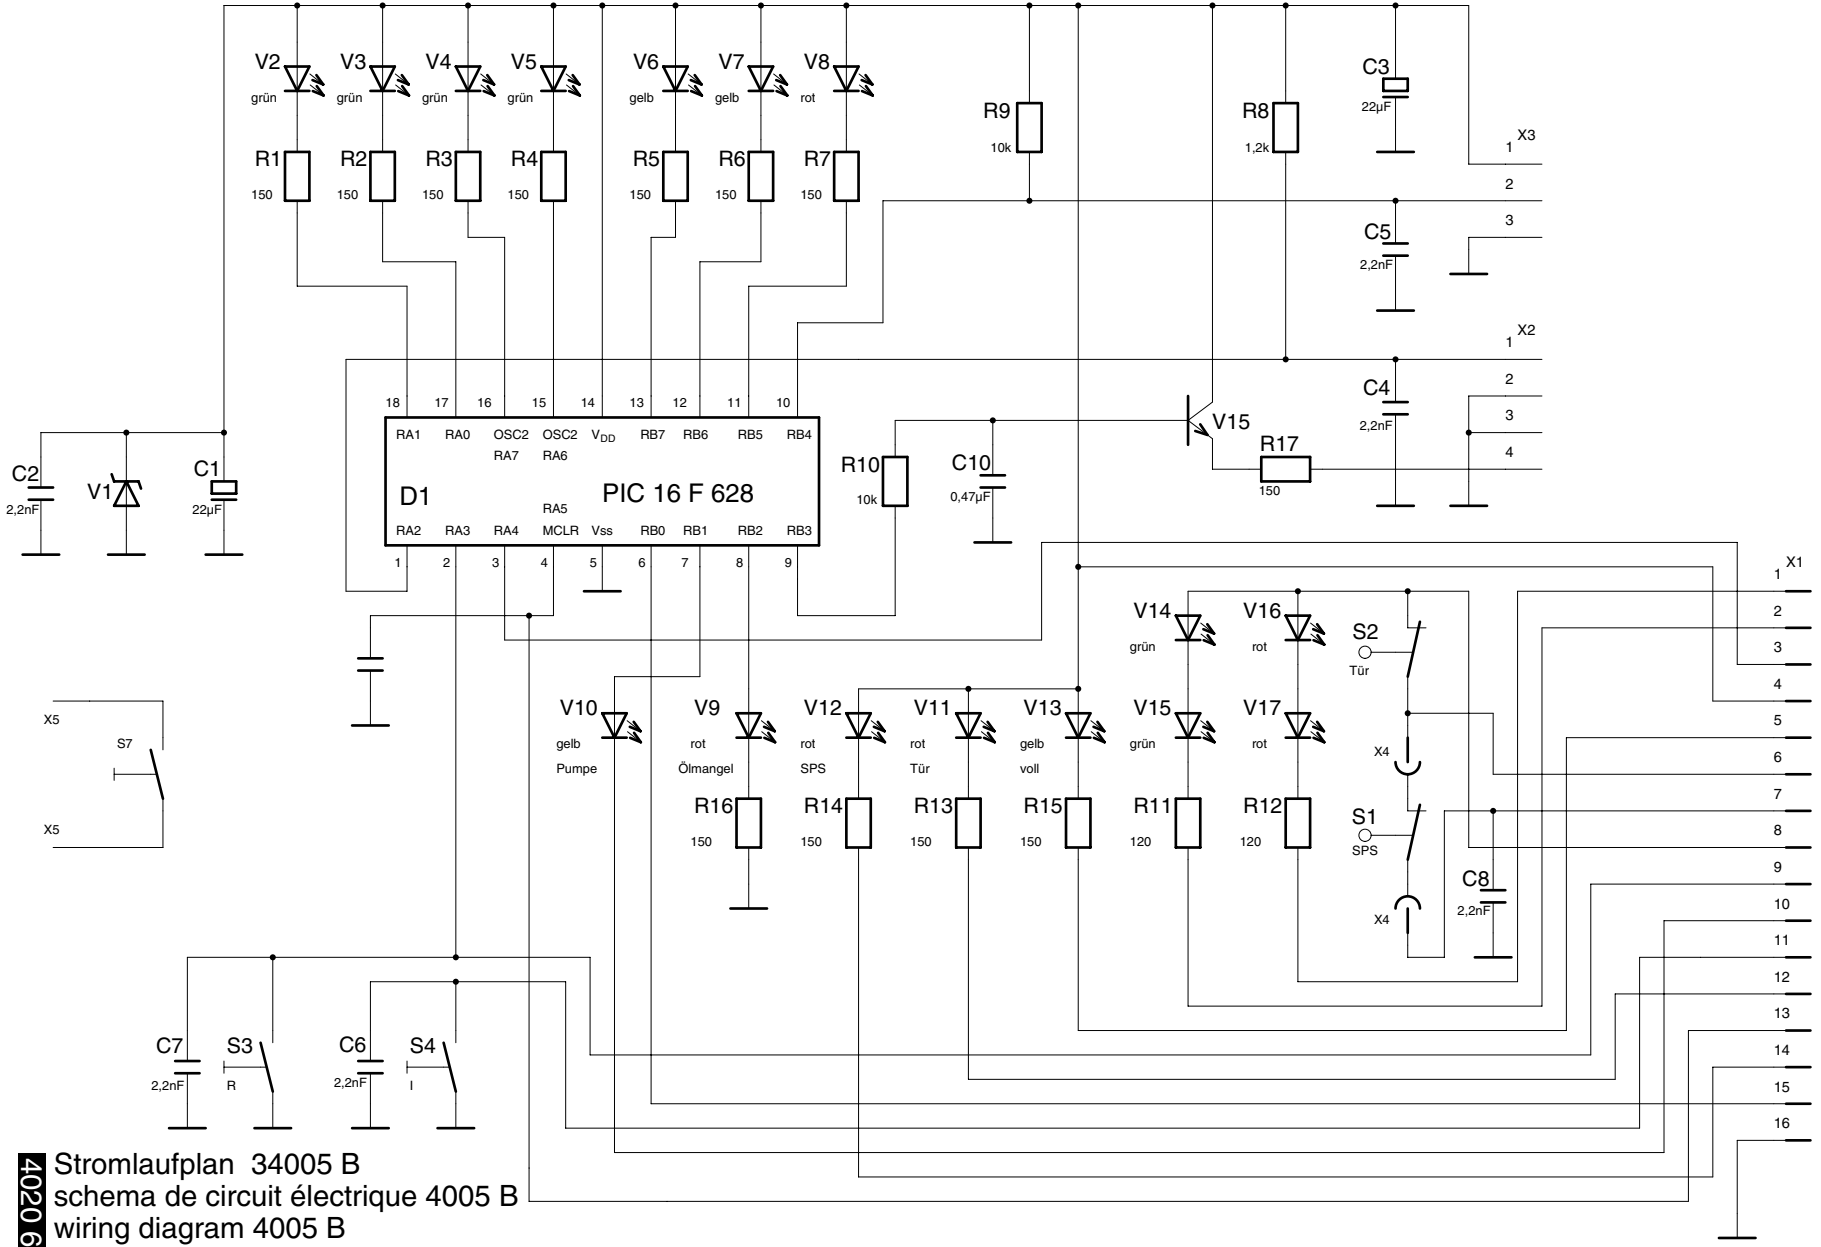 V2 V3 V4 V5 V6 V7 V8
grün grün grün grün gelb gelb rot
C3
22µF
R9
10k
R8
1,2k
X3
1
2
3
R1 R2 R3 R4 R5 R6 R7
150 150 150 150 150 150 150
C5
2,2nF
X2
1
2
3
4
C4
2,2nF
18 17 16 15 14 13 12 11 10
RA1 RA0 OSC2 OSC2 VDD RB7 RB6 RB5 RB4
RA7 RA6
D1
PIC 16 F 628
RA5
RA2 RA3 RA4 MCLR Vss RB0 RB1 RB2 RB3
1 2 3 4 5 6 7 8 9
V15
R17
150
R10
10k
C10
0,47µF
C2
2,2nF
V1
C1
22µF
X1
1
2
3
4
5
6
7
8
9
10
11
12
13
14
15
16
V14
grün
V16
rot
S2
Tür
X5
S7
X5
V10
gelb
Pumpe
V9
rot
Ölmangel
V12
rot
SPS
V11
rot
Tür
V13
gelb
voll
V15
grün
V17
rot
X4
R16
150
R14
150
R13
150
R15
150
R11
120
R12
120
S1
SPS
X4
C8
2,2nF
C7
2,2nF
S3
R
C6
2,2nF
S4
I
4020 6
Stromlaufplan 34005 B
schema de circuit électrique 4005 B
wiring diagram 4005 B